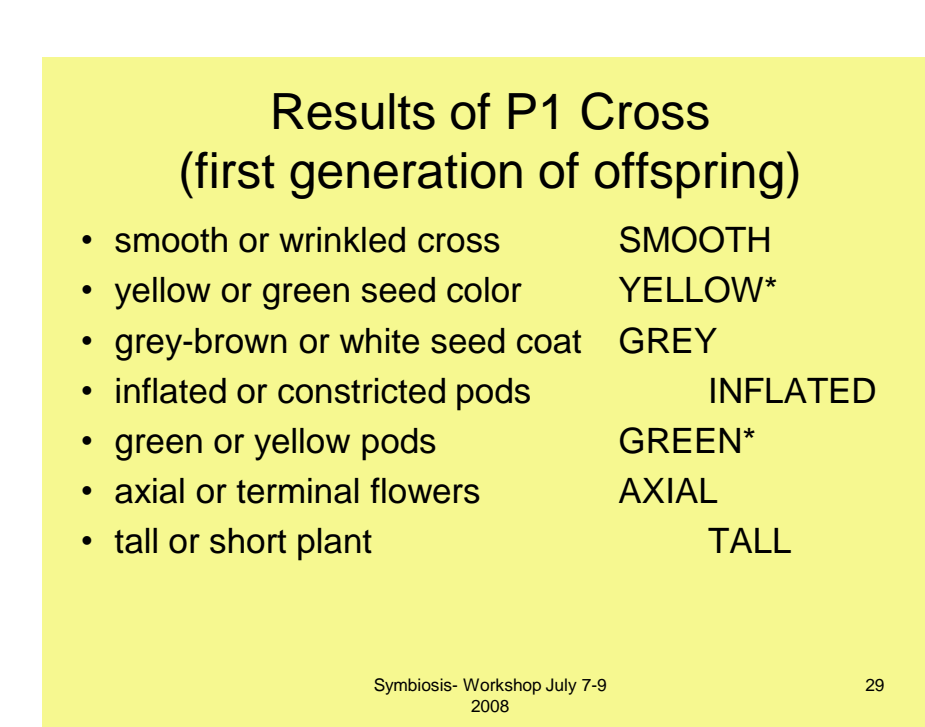 Results of P1 Cross
(first generation of offspring)
• smooth or wrinkled cross SMOOTH
• yellow or green seed color YELLOW*
• grey-brown or white seed coat GREY
• inflated or constricted pods INFLATED
• green or yellow pods GREEN*
• axial or terminal flowers AXIAL
• tall or short plant TALL
Symbiosis- Workshop July 7-9
2008
29